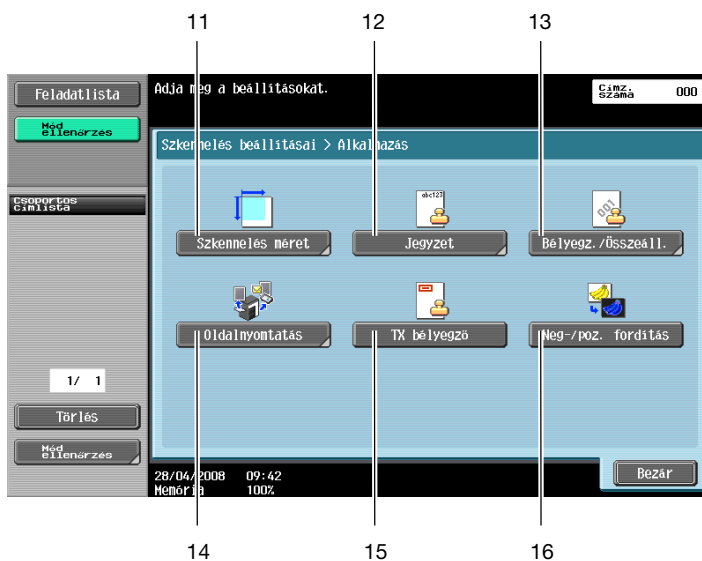 11 12 13
Feladatlista
Adja meg a beállításokat.
Címz. száma 000
Mód ellenőrzés
Szkennelés beállításai > Alkalmazás
Csoportos címlista
abc123
001
Szkennelés méret
Jegyzet
Bélyegz./Összeáll.
Oldalnyomtatás
TX bélyegző
Neg-/poz. fordítás
1/ 1
Törlés
Mód ellenőrzés
28/04/2008 09:42
Memória 100%
Bezár
14 15 16